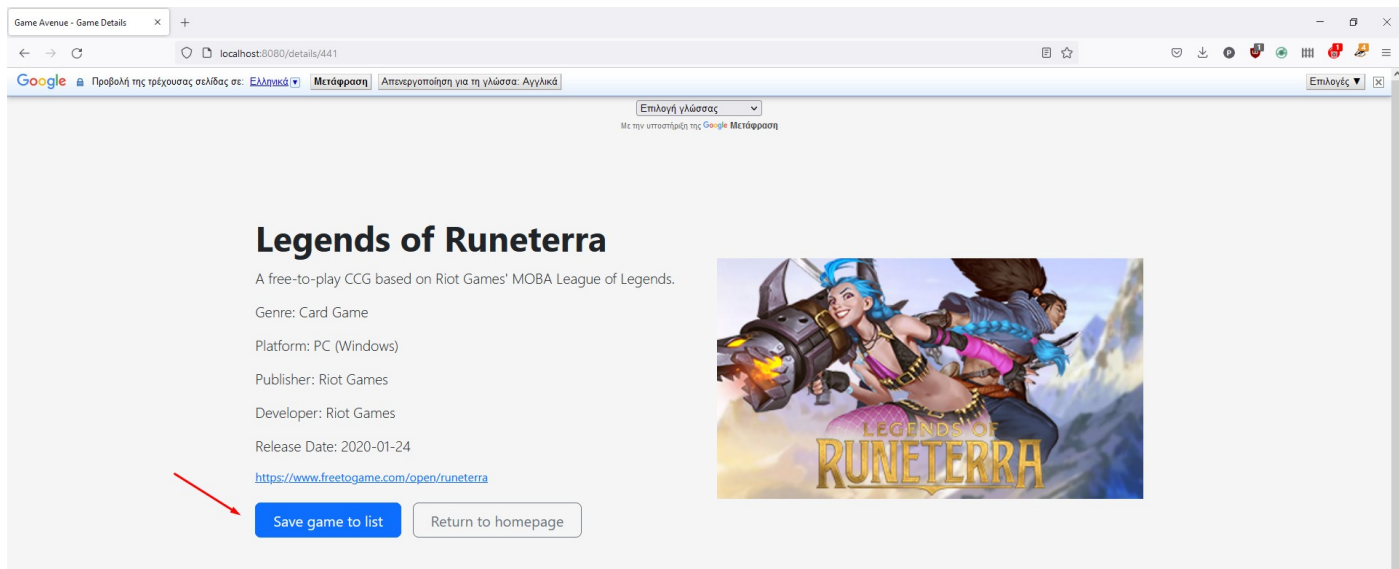 Game Avenue - Game Details
localhost:8080/details/441
Google Προβολή της τρέχουσας σελίδας σε: Ελληνικά Μετάφραση Απενεργοποίηση για τη γλώσσα: Αγγλικά Επιλογές ▼
Επιλογή γλώσσας
Με την υποστήριξη της Google Μετάφραση
Legends of Runeterra
A free-to-play CCG based on Riot Games' MOBA League of Legends.
Genre: Card Game
Platform: PC (Windows)
Publisher: Riot Games
Developer: Riot Games
Release Date: 2020-01-24
https://www.freetogame.com/open/runeterra
Save game to list Return to homepage
LEGENDS OF
RUNETERRA